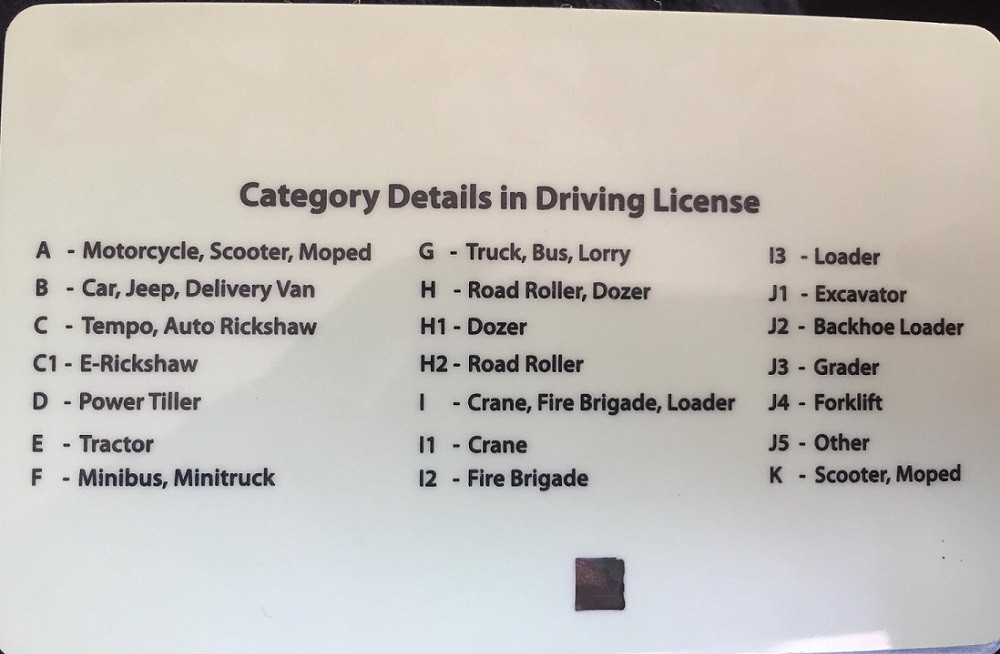 Category Details in Driving License
A - Motorcycle, Scooter, Moped
B - Car, Jeep, Delivery Van
C - Tempo, Auto Rickshaw
C1 - E-Rickshaw
D - Power Tiller
E - Tractor
F - Minibus, Minitruck
G - Truck, Bus, Lorry
H - Road Roller, Dozer
H1 - Dozer
H2 - Road Roller
I - Crane, Fire Brigade, Loader
I1 - Crane
I2 - Fire Brigade
I3 - Loader
J1 - Excavator
J2 - Backhoe Loader
J3 - Grader
J4 - Forklift
J5 - Other
K - Scooter, Moped